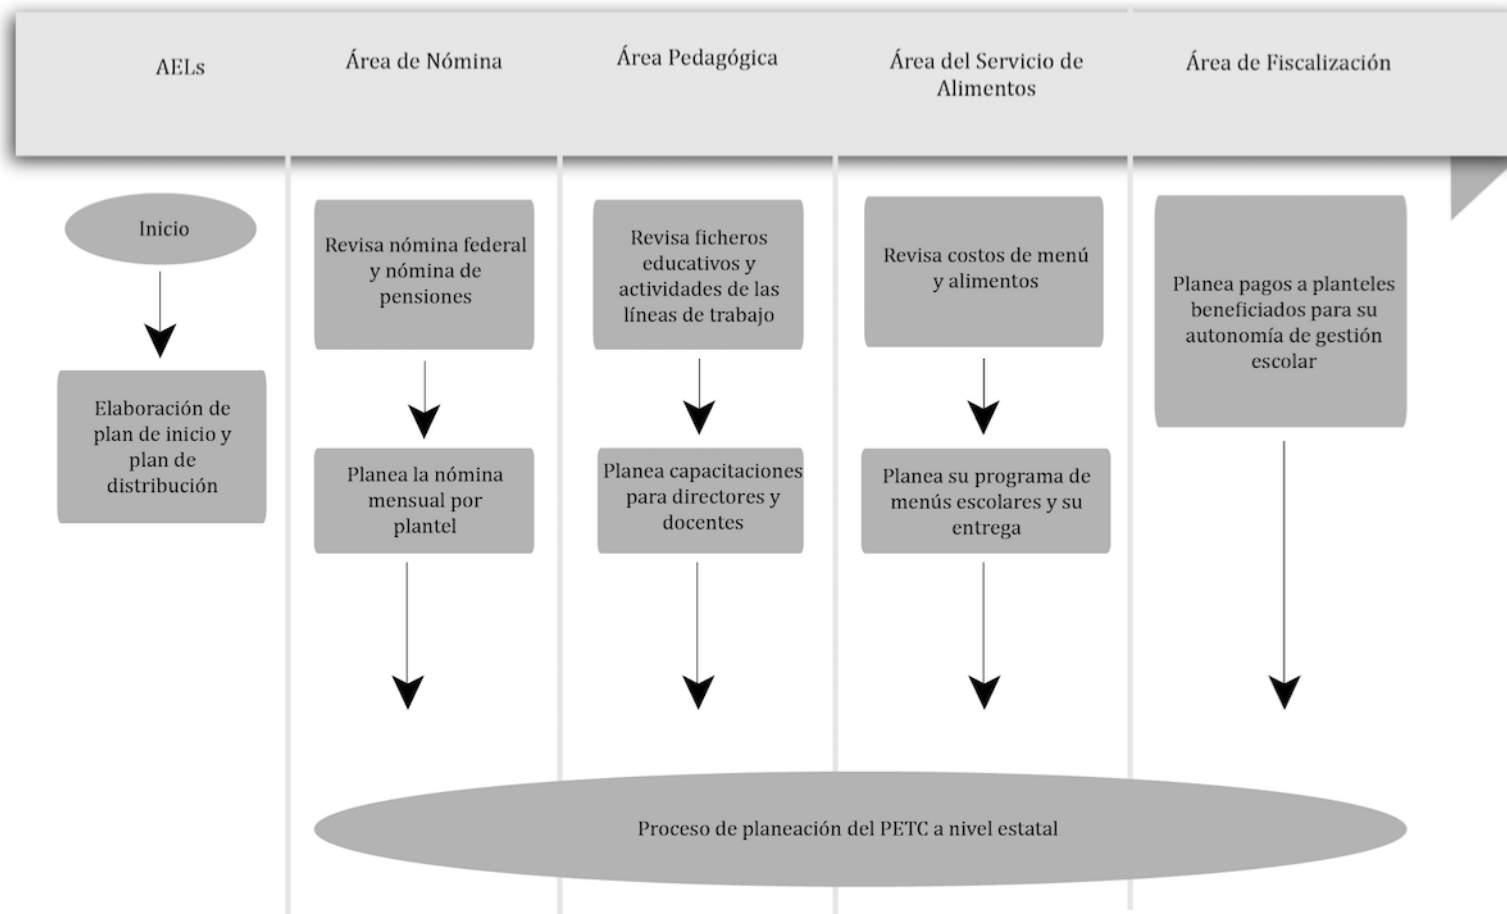 AELs
Área de Nómina
Área Pedagógica
Área del Servicio de
Alimentos
Área de Fiscalización
Inicio
Elaboración de
plan de inicio y
plan de
distribución
Revisa nómina federal
y nómina de
pensiones
Planea la nómina
mensual por
plantel
Revisa ficheros
educativos y
actividades de las
líneas de trabajo
Planea capacitaciones
para directores y
docentes
Revisa costos de menú
y alimentos
Planea su programa de
menús escolares y su
entrega
Planea pagos a planteles
beneficiados para su
autonomía de gestión
escolar
Proceso de planeación del PETC a nivel estatal